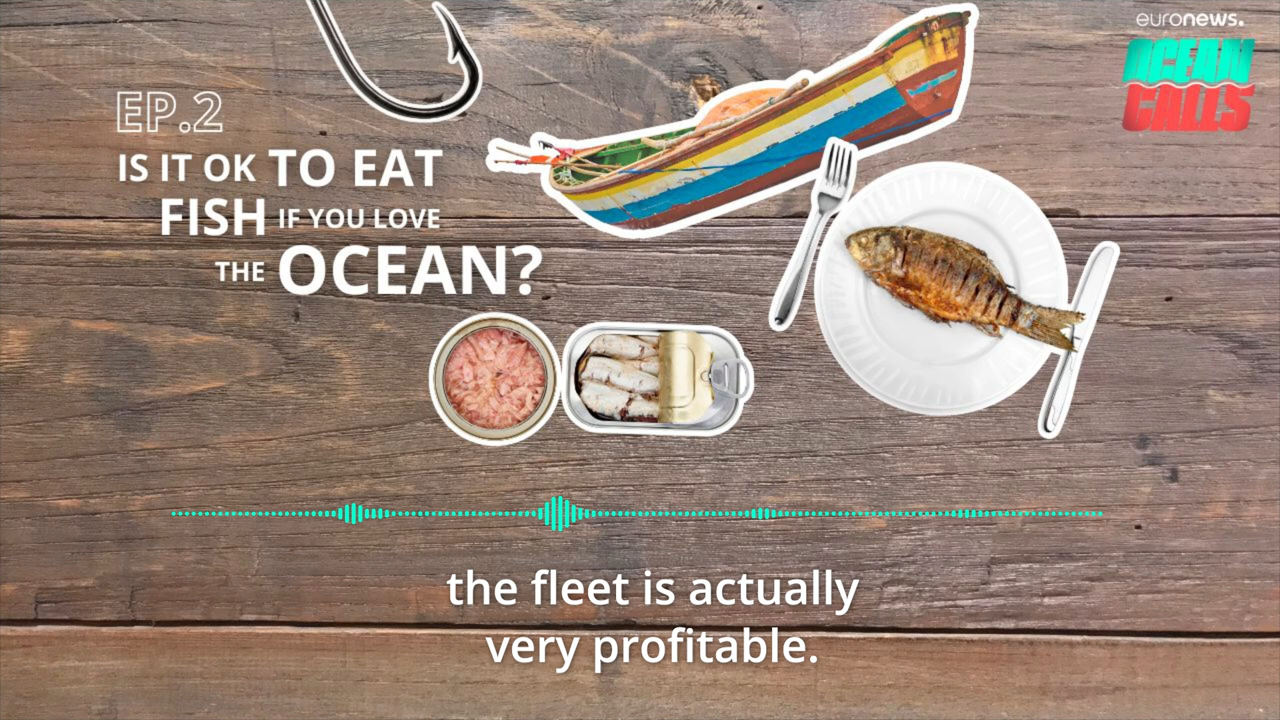 euronews.
OCEAN
CALLS
EP.2
IS IT OK TO EAT
FISH IF YOU LOVE
THE OCEAN?
the fleet is actually
very profitable.